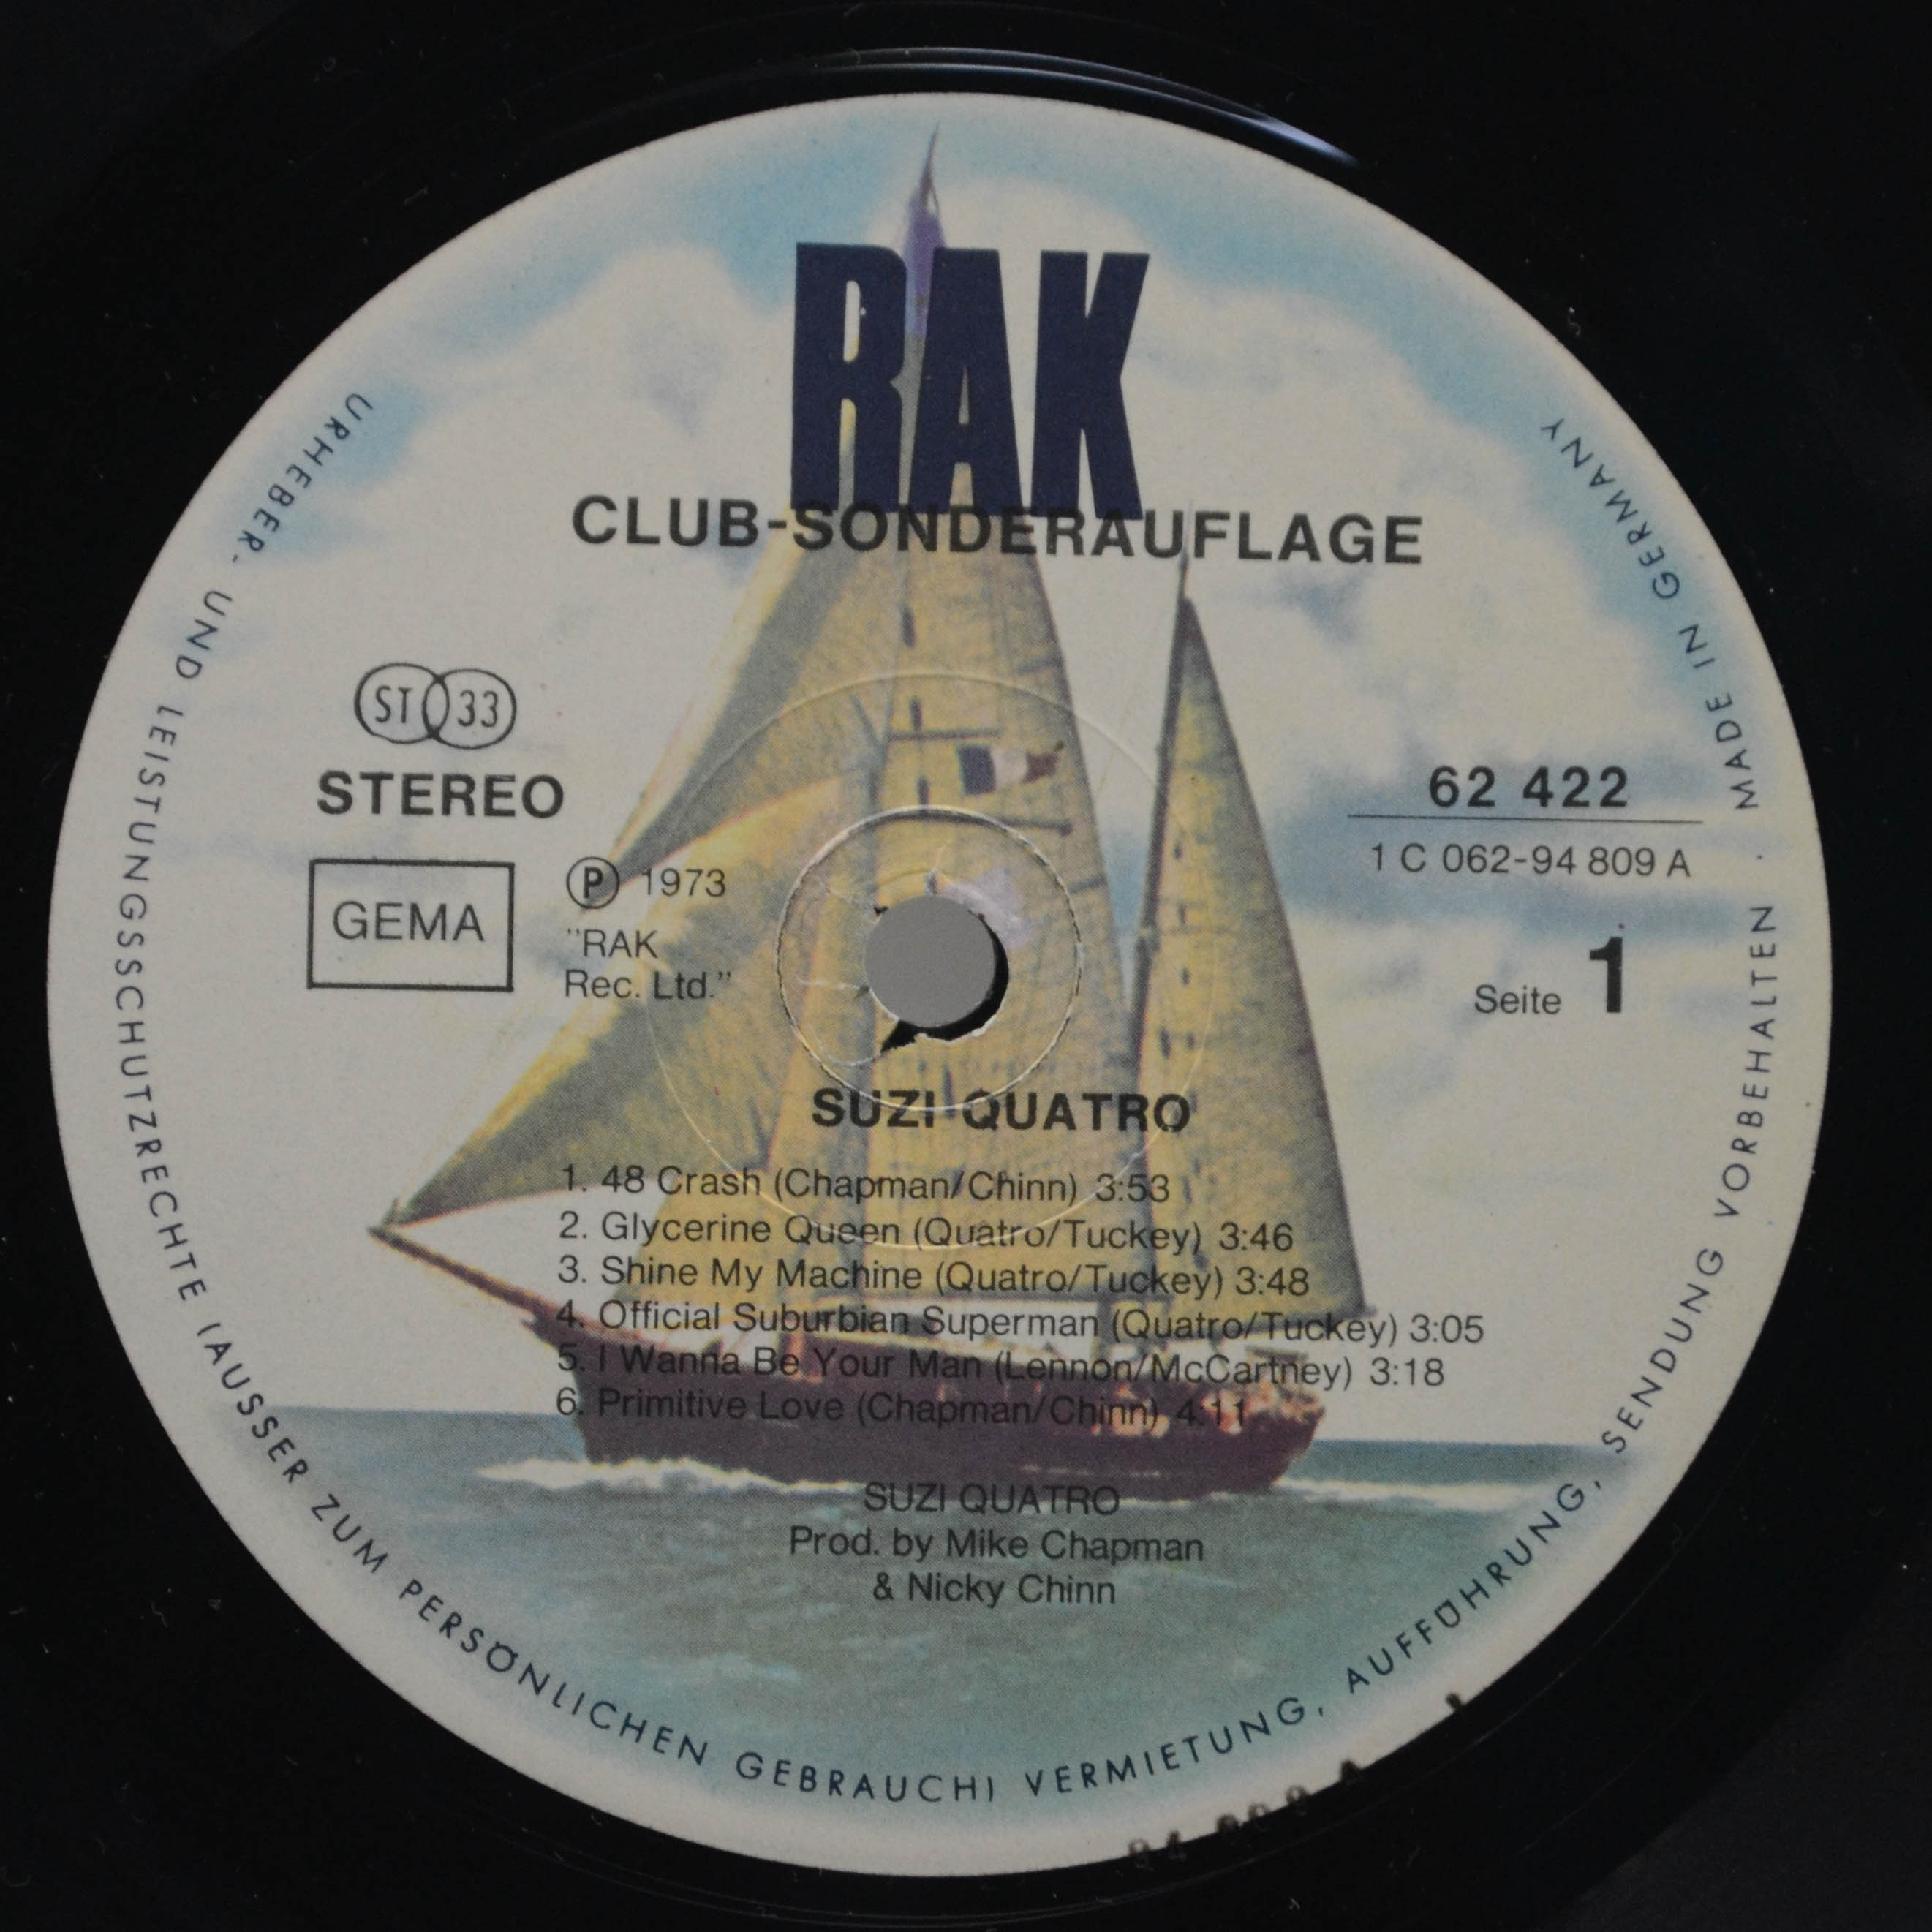 RAK
CLUB-SONDERAUFLAGE
ST 33
STEREO
GEMA
Ⓟ 1973
"RAK
Rec. Ltd."
62 422
1 C 062-94 809 A
Seite 1
SUZI QUATRO
1. 48 Crash (Chapman/Chinn) 3:53
2. Glycerine Queen (Quatro/Tuckey) 3:46
3. Shine My Machine (Quatro/Tuckey) 3:48
4. Official Suburbian Superman (Quatro/Tuckey) 3:05
5. I Wanna Be Your Man (Lennon/McCartney) 3:18
6. Primitive Love (Chapman/Chinn) 4:11
SUZI QUATRO
Prod. by Mike Chapman
& Nicky Chinn
URHEBER- UND LEISTUNGSSCHUTZRECHTE (AUSSER ZUM PERSÖNLICHEN GEBRAUCH) VERMIETUNG, AUFFÜHRUNG, SENDUNG VORBEHALTEN · MADE IN GERMANY